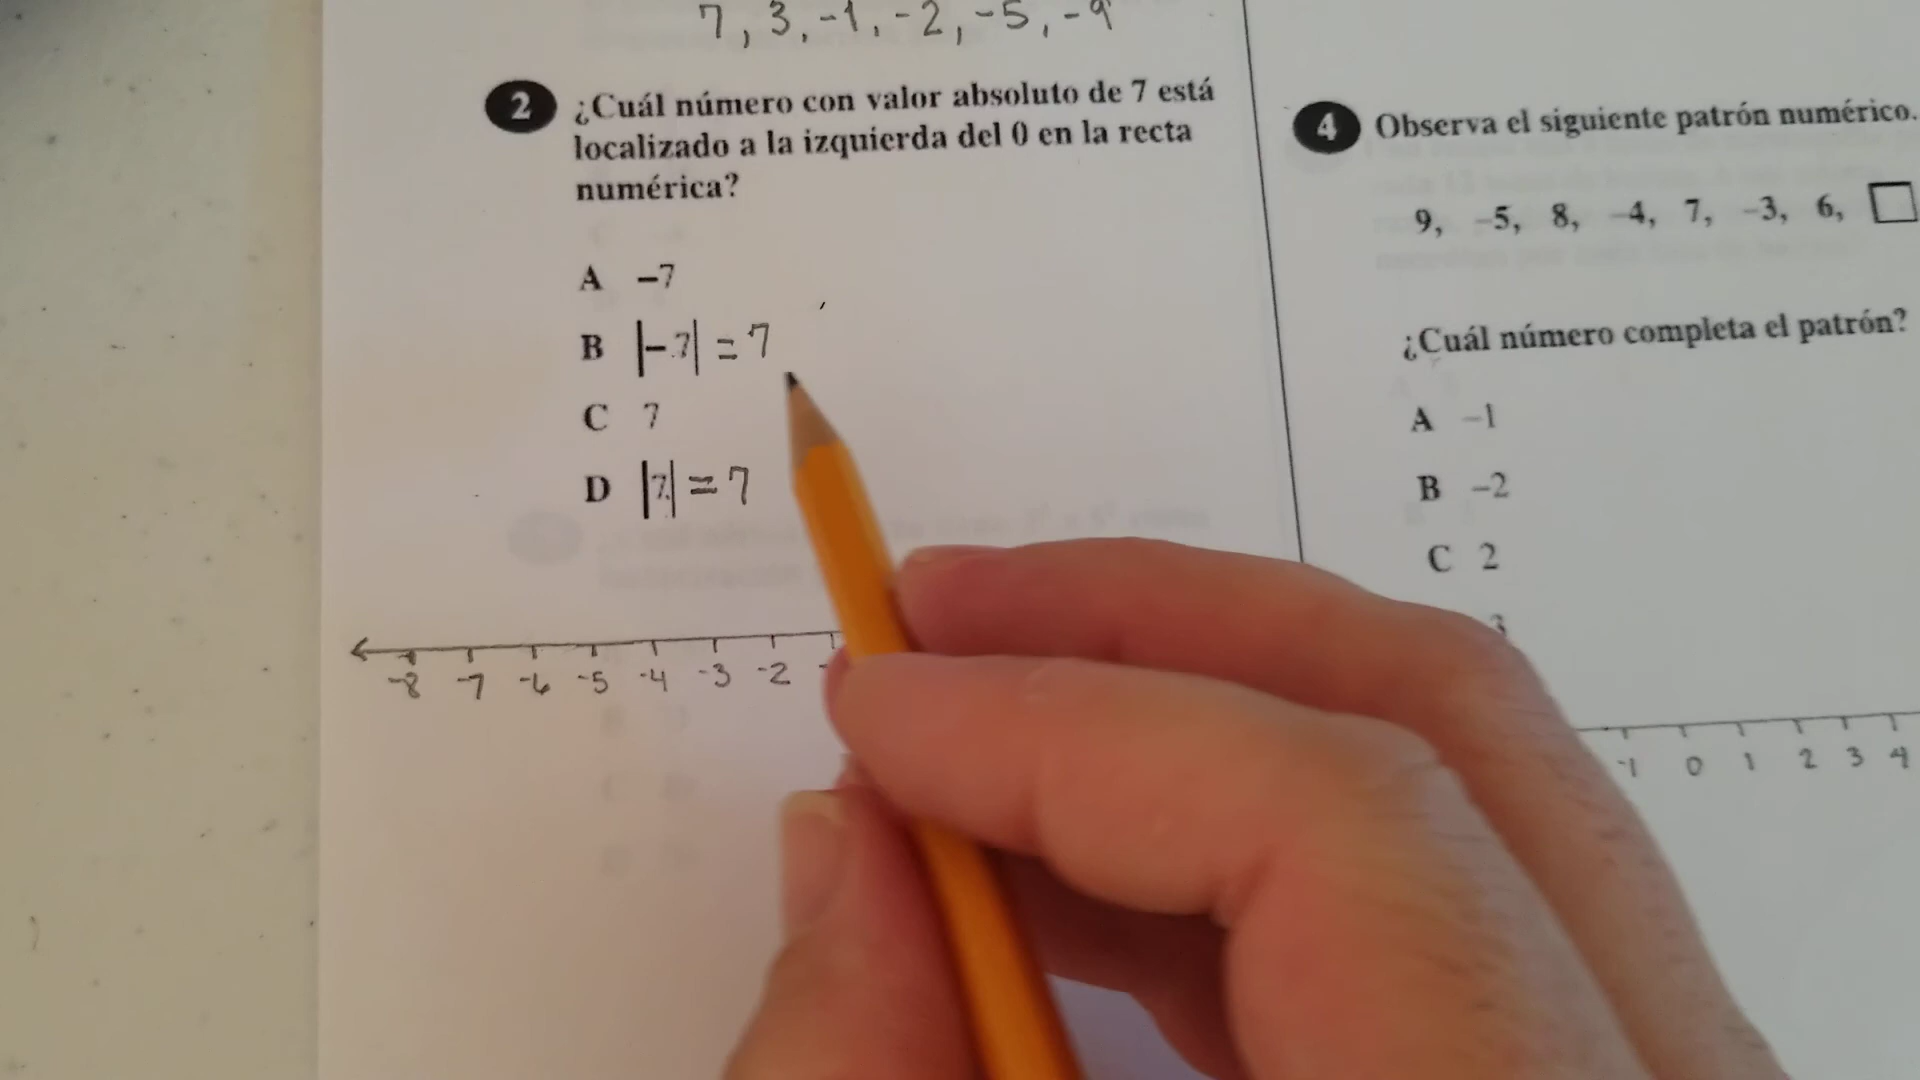 7, 3, -1, -2, -5, -9
2 ¿Cuál número con valor absoluto de 7 está
localizado a la izquierda del 0 en la recta
numérica?
A –7
B |–7| = 7
C 7
D |7| = 7
-8 -7 -6 -5 -4 -3 -2
4 Observa el siguiente patrón numérico.
9, –5, 8, –4, 7, –3, 6, □
¿Cuál número completa el patrón?
A –1
B –2
C 2
3
-1 0 1 2 3 4